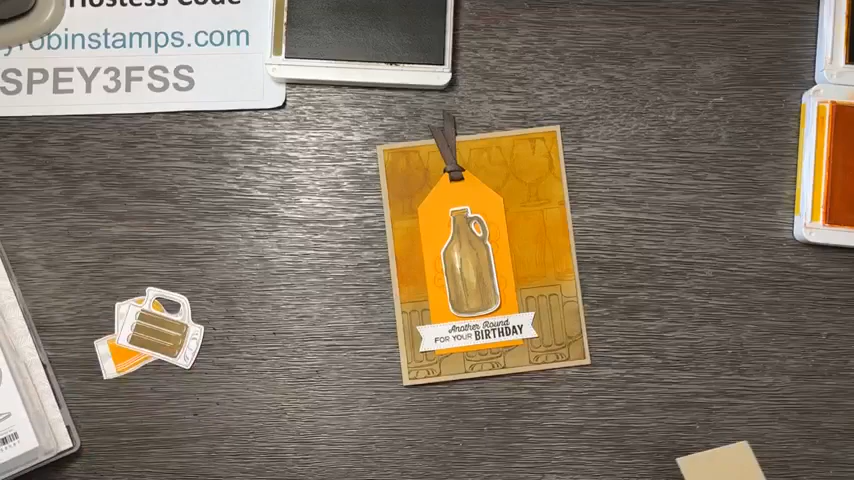 Hostess Code
yrobinstamps.com
SPEY3FSS
Another Round
FOR YOUR BIRTHDAY